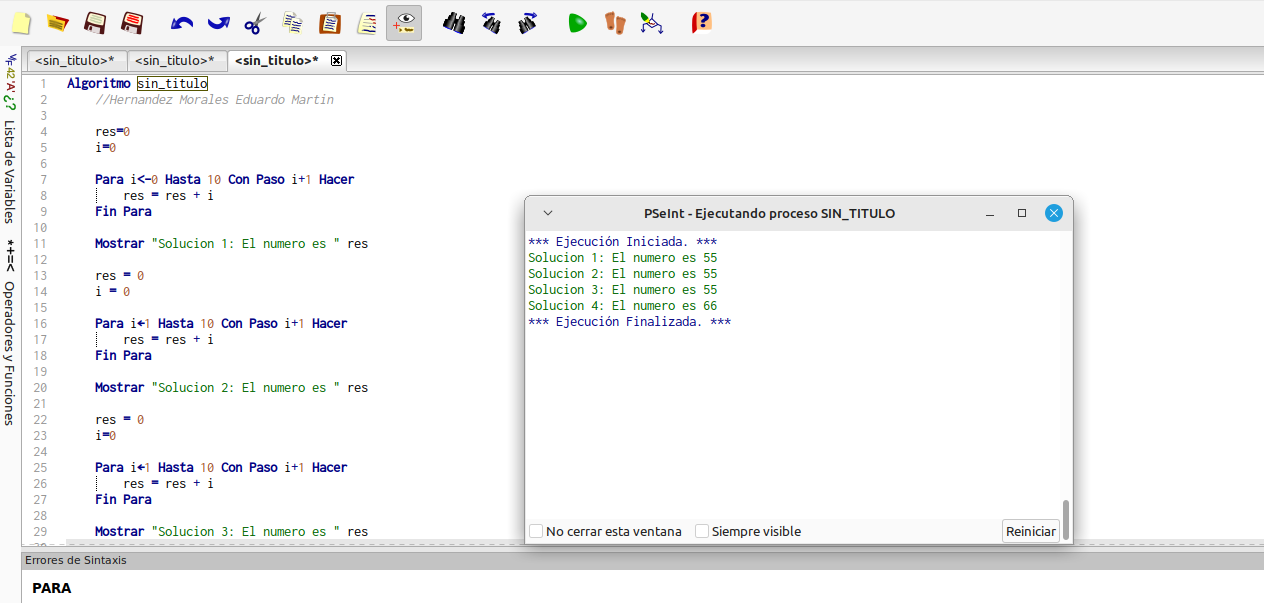 <sin_titulo>*
<sin_titulo>*
<sin_titulo>*
42 'A' ¿?
Lista de Variables
*+=<
Operadores y Funciones
1 Algoritmo sin_titulo
2 //Hernandez Morales Eduardo Martin
3
4 res=0
5 i=0
6
7 Para i<-0 Hasta 10 Con Paso i+1 Hacer
8 res = res + i
9 Fin Para
10
11 Mostrar "Solucion 1: El numero es " res
12
13 res = 0
14 i = 0
15
16 Para i←1 Hasta 10 Con Paso i+1 Hacer
17 res = res + i
18 Fin Para
19
20 Mostrar "Solucion 2: El numero es " res
21
22 res = 0
23 i=0
24
25 Para i←1 Hasta 10 Con Paso i+1 Hacer
26 res = res + i
27 Fin Para
28
29 Mostrar "Solucion 3: El numero es " res
PSeInt - Ejecutando proceso SIN_TITULO
*** Ejecución Iniciada. ***
Solucion 1: El numero es 55
Solucion 2: El numero es 55
Solucion 3: El numero es 55
Solucion 4: El numero es 66
*** Ejecución Finalizada. ***
No cerrar esta ventana
Siempre visible
Reiniciar
Errores de Sintaxis
PARA